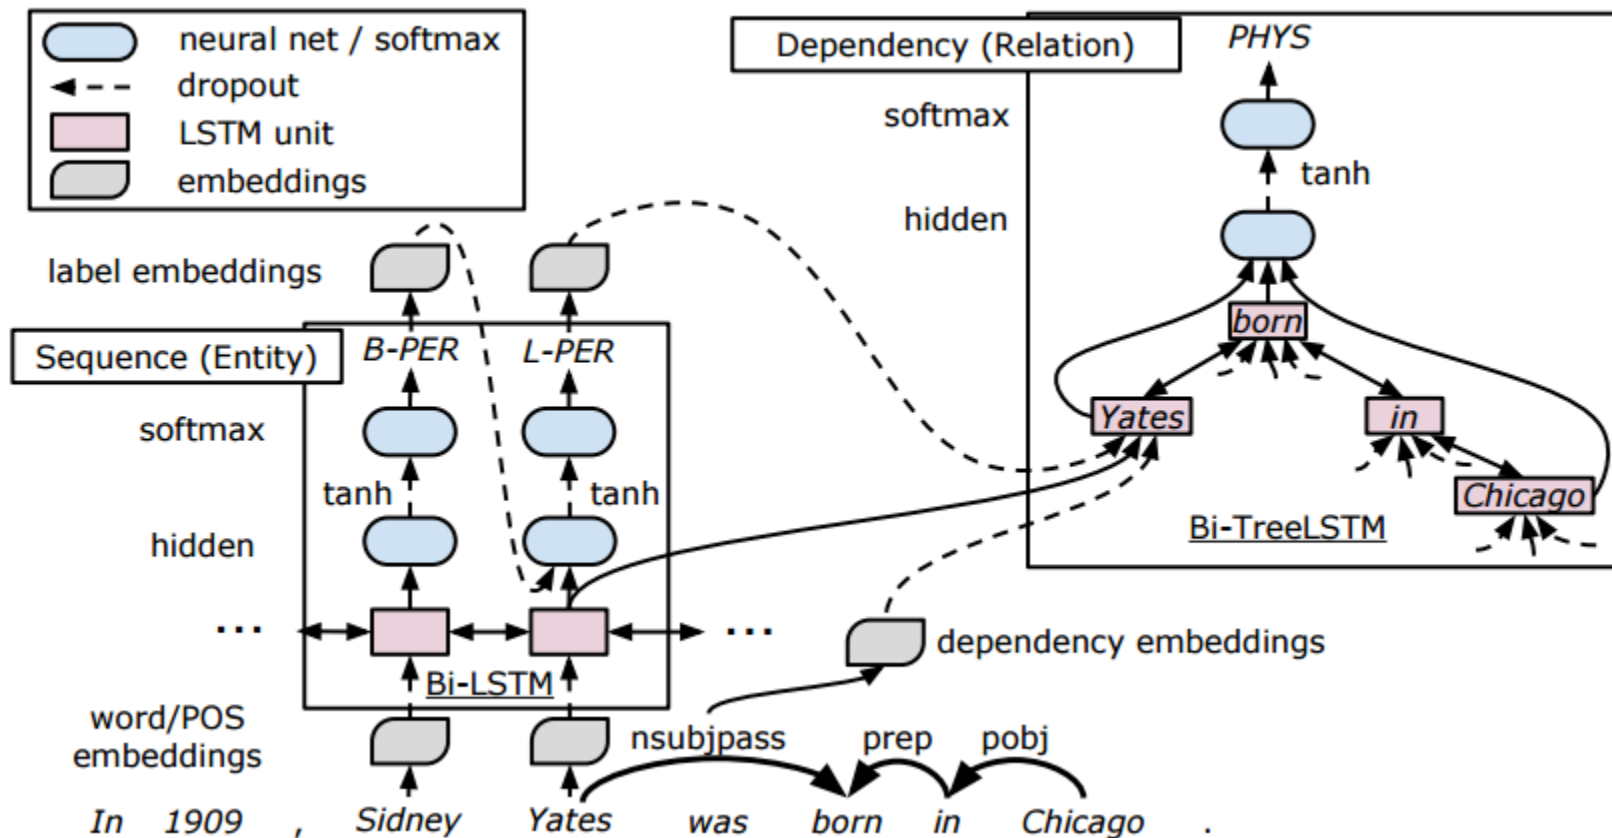 neural net / softmax
dropout
LSTM unit
embeddings
Dependency (Relation)
PHYS
softmax
tanh
hidden
born
Yates
in
Chicago
Bi-TreeLSTM
label embeddings
Sequence (Entity)
B-PER L-PER
softmax
tanh tanh
hidden
... ...
Bi-LSTM
dependency embeddings
word/POS
embeddings
nsubjpass prep pobj
In 1909 , Sidney Yates was born in Chicago .